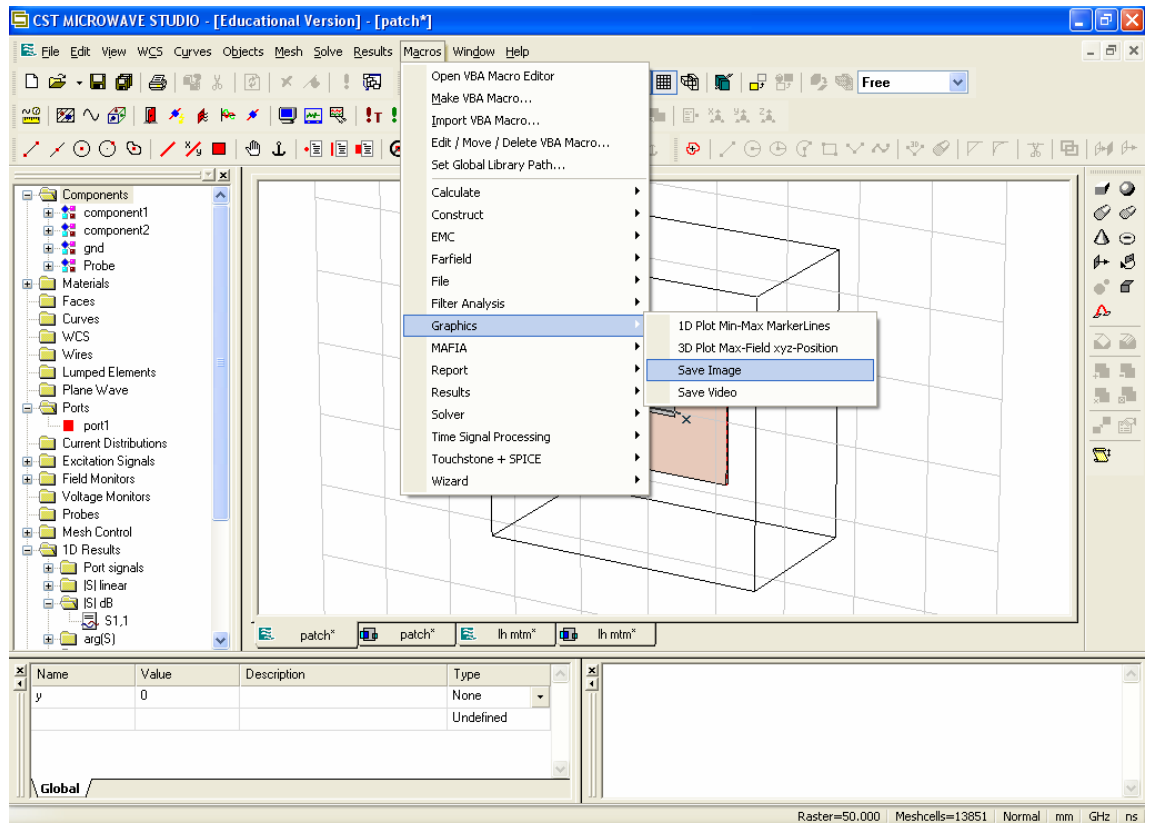 CST MICROWAVE STUDIO - [Educational Version] - [patch*]
File Edit View WCS Curves Objects Mesh Solve Results Macros Window Help
Free
Open VBA Macro Editor
Make VBA Macro...
Import VBA Macro...
Edit / Move / Delete VBA Macro...
Set Global Library Path...
Calculate
Construct
EMC
Farfield
File
Filter Analysis
Graphics
MAFIA
Report
Results
Solver
Time Signal Processing
Touchstone + SPICE
Wizard
1D Plot Min-Max MarkerLines
3D Plot Max-Field xyz-Position
Save Image
Save Video
Components
component1
component2
gnd
Probe
Materials
Faces
Curves
WCS
Wires
Lumped Elements
Plane Wave
Ports
port1
Current Distributions
Excitation Signals
Field Monitors
Voltage Monitors
Probes
Mesh Control
1D Results
Port signals
|S| linear
|S| dB
S1,1
arg(S)
patch* patch* lh mtm* lh mtm*
Name Value Description Type
y 0 None
Undefined
Global
Raster=50.000 Meshcells=13851 Normal mm GHz ns